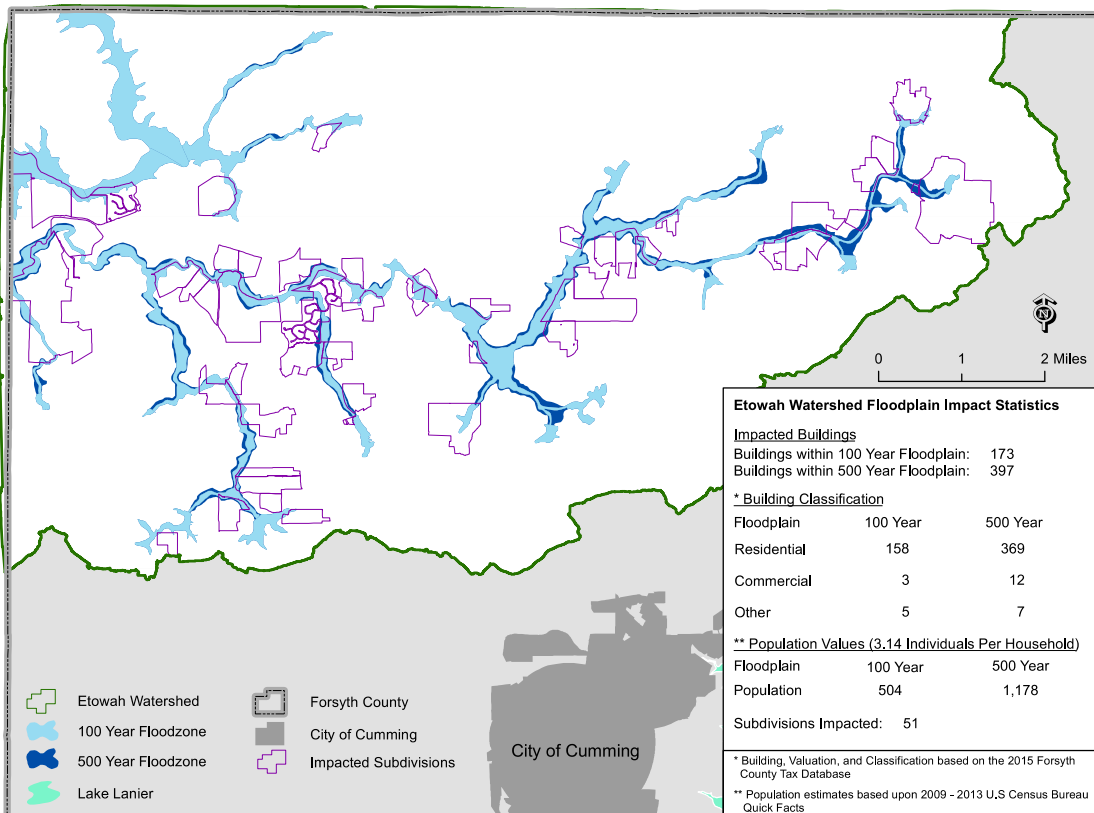 N
0 1 2 Miles
Etowah Watershed Floodplain Impact Statistics
Impacted Buildings
Buildings within 100 Year Floodplain: 173
Buildings within 500 Year Floodplain: 397
* Building Classification
Floodplain 100 Year 500 Year
Residential 158 369
Commercial 3 12
Other 5 7
** Population Values (3.14 Individuals Per Household)
Floodplain 100 Year 500 Year
Population 504 1,178
Subdivisions Impacted: 51
* Building, Valuation, and Classification based on the 2015 Forsyth
County Tax Database
** Population estimates based upon 2009 - 2013 U.S Census Bureau
Quick Facts
Etowah Watershed
100 Year Floodzone
500 Year Floodzone
Lake Lanier
Forsyth County
City of Cumming
Impacted Subdivisions
City of Cumming